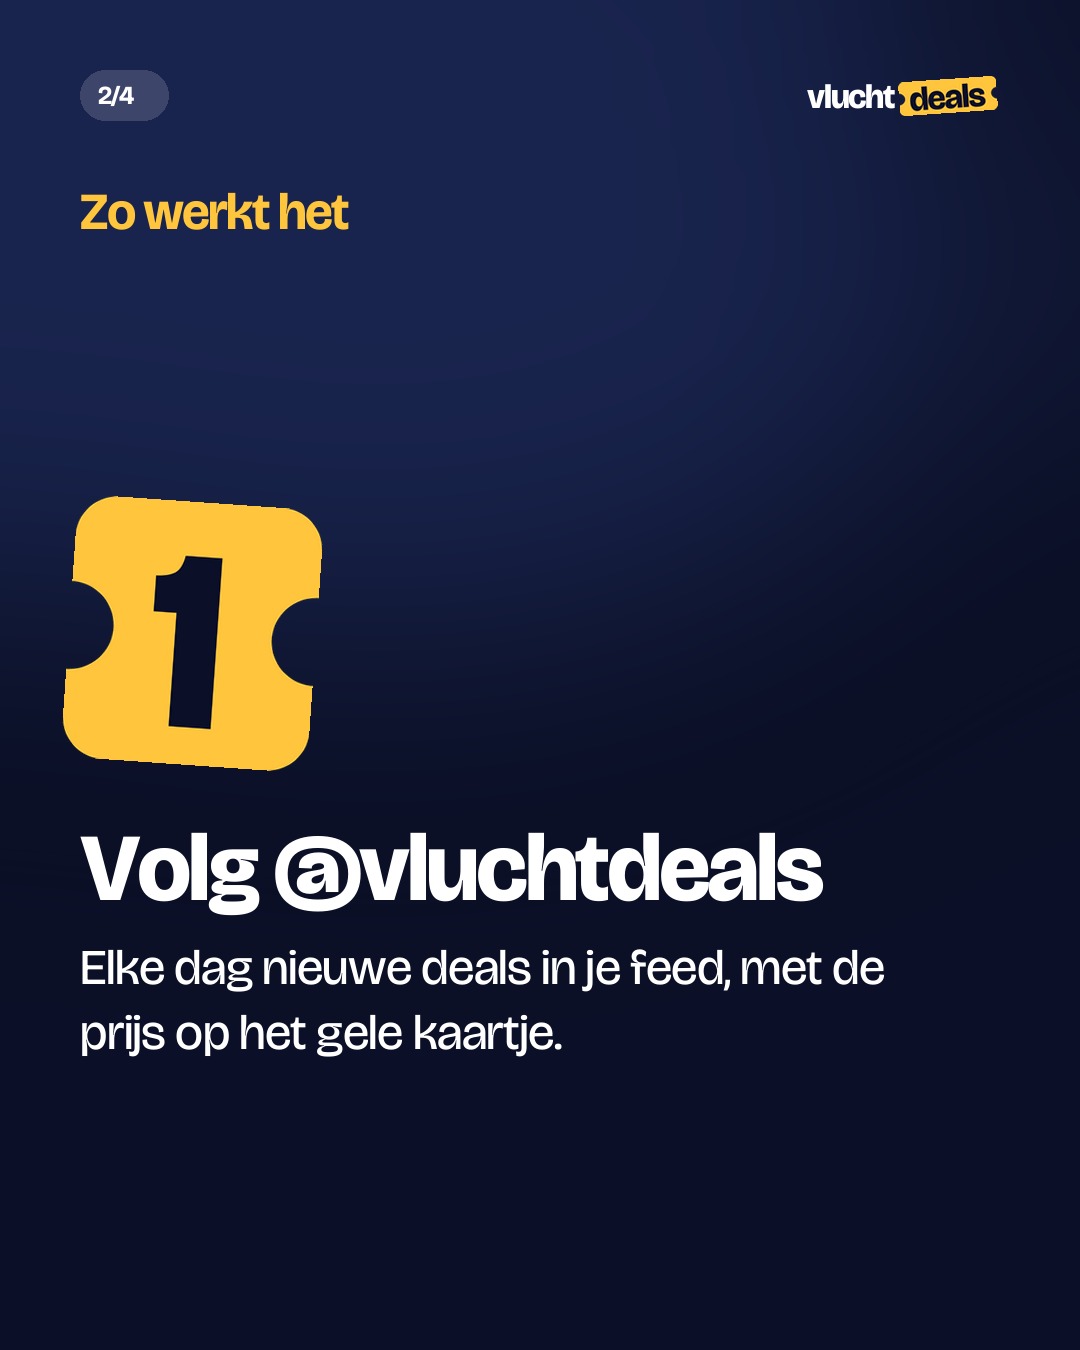 2/4
vlucht deals
Zo werkt het
1
Volg @vluchtdeals
Elke dag nieuwe deals in je feed, met de
prijs op het gele kaartje.